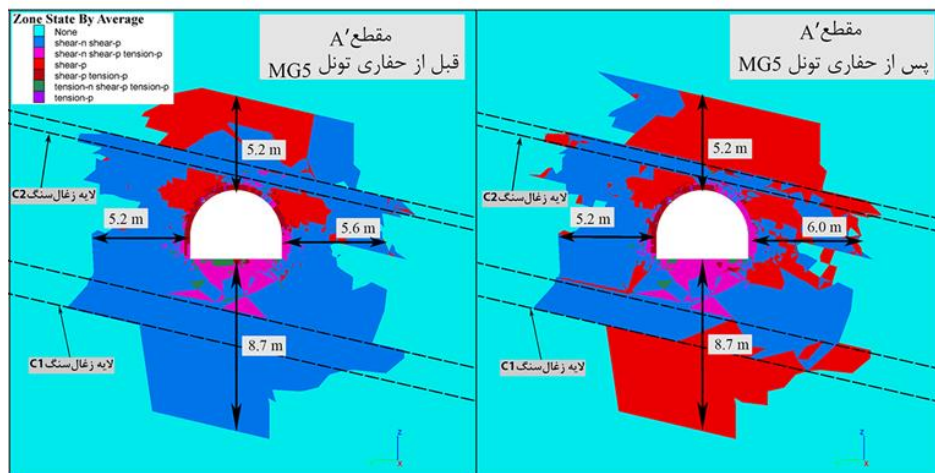 Zone State By Average
None
shear-n shear-p
shear-n shear-p tension-p
shear-p
shear-p tension-p
tension-n shear-p tension-p
tension-p
مقطع A′
قبل از حفاری تونل MG5
5.2 m
لایه زغال‌سنگ C2
5.2 m
5.6 m
8.7 m
لایه زغال‌سنگ C1
z
x
مقطع A′
پس از حفاری تونل MG5
5.2 m
لایه زغال‌سنگ C2
5.2 m
6.0 m
8.7 m
لایه زغال‌سنگ C1
z
x